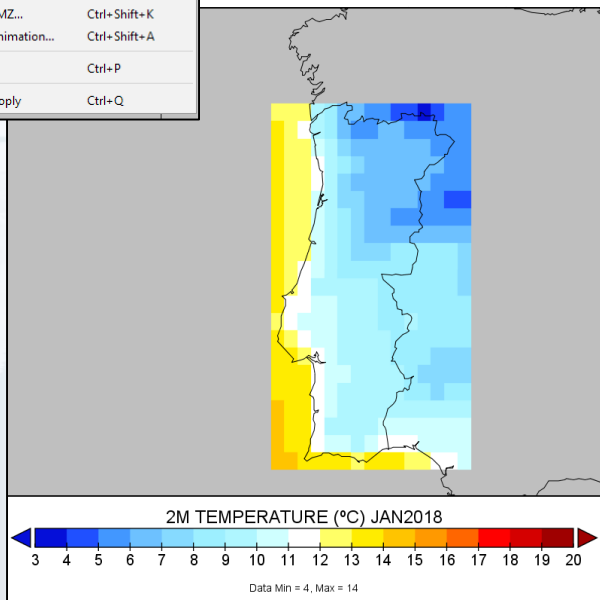 MZ... Ctrl+Shift+K
nimation... Ctrl+Shift+A
Ctrl+P
pply Ctrl+Q
2M TEMPERATURE (ºC) JAN2018
3 4 5 6 7 8 9 10 11 12 13 14 15 16 17 18 19 20
Data Min = 4, Max = 14